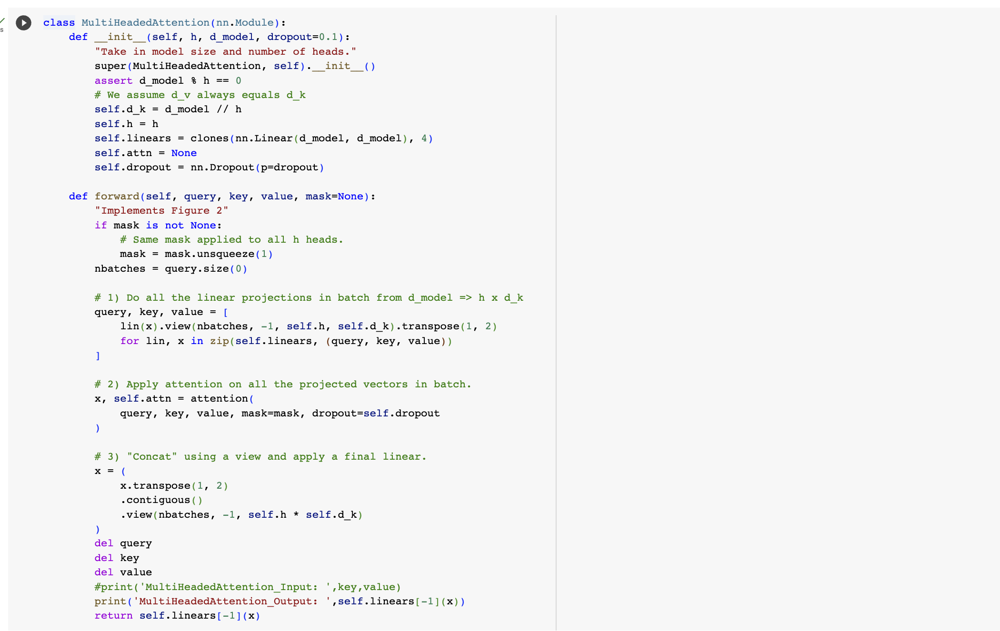 class MultiHeadedAttention(nn.Module):
    def __init__(self, h, d_model, dropout=0.1):
        "Take in model size and number of heads."
        super(MultiHeadedAttention, self).__init__()
        assert d_model % h == 0
        # We assume d_v always equals d_k
        self.d_k = d_model // h
        self.h = h
        self.linears = clones(nn.Linear(d_model, d_model), 4)
        self.attn = None
        self.dropout = nn.Dropout(p=dropout)

    def forward(self, query, key, value, mask=None):
        "Implements Figure 2"
        if mask is not None:
            # Same mask applied to all h heads.
            mask = mask.unsqueeze(1)
        nbatches = query.size(0)

        # 1) Do all the linear projections in batch from d_model => h x d_k
        query, key, value = [
            lin(x).view(nbatches, -1, self.h, self.d_k).transpose(1, 2)
            for lin, x in zip(self.linears, (query, key, value))
        ]

        # 2) Apply attention on all the projected vectors in batch.
        x, self.attn = attention(
            query, key, value, mask=mask, dropout=self.dropout
        )

        # 3) "Concat" using a view and apply a final linear.
        x = (
            x.transpose(1, 2)
            .contiguous()
            .view(nbatches, -1, self.h * self.d_k)
        )
        del query
        del key
        del value
        #print('MultiHeadedAttention_Input: ',key,value)
        print('MultiHeadedAttention_Output: ',self.linears[-1](x))
        return self.linears[-1](x)
s